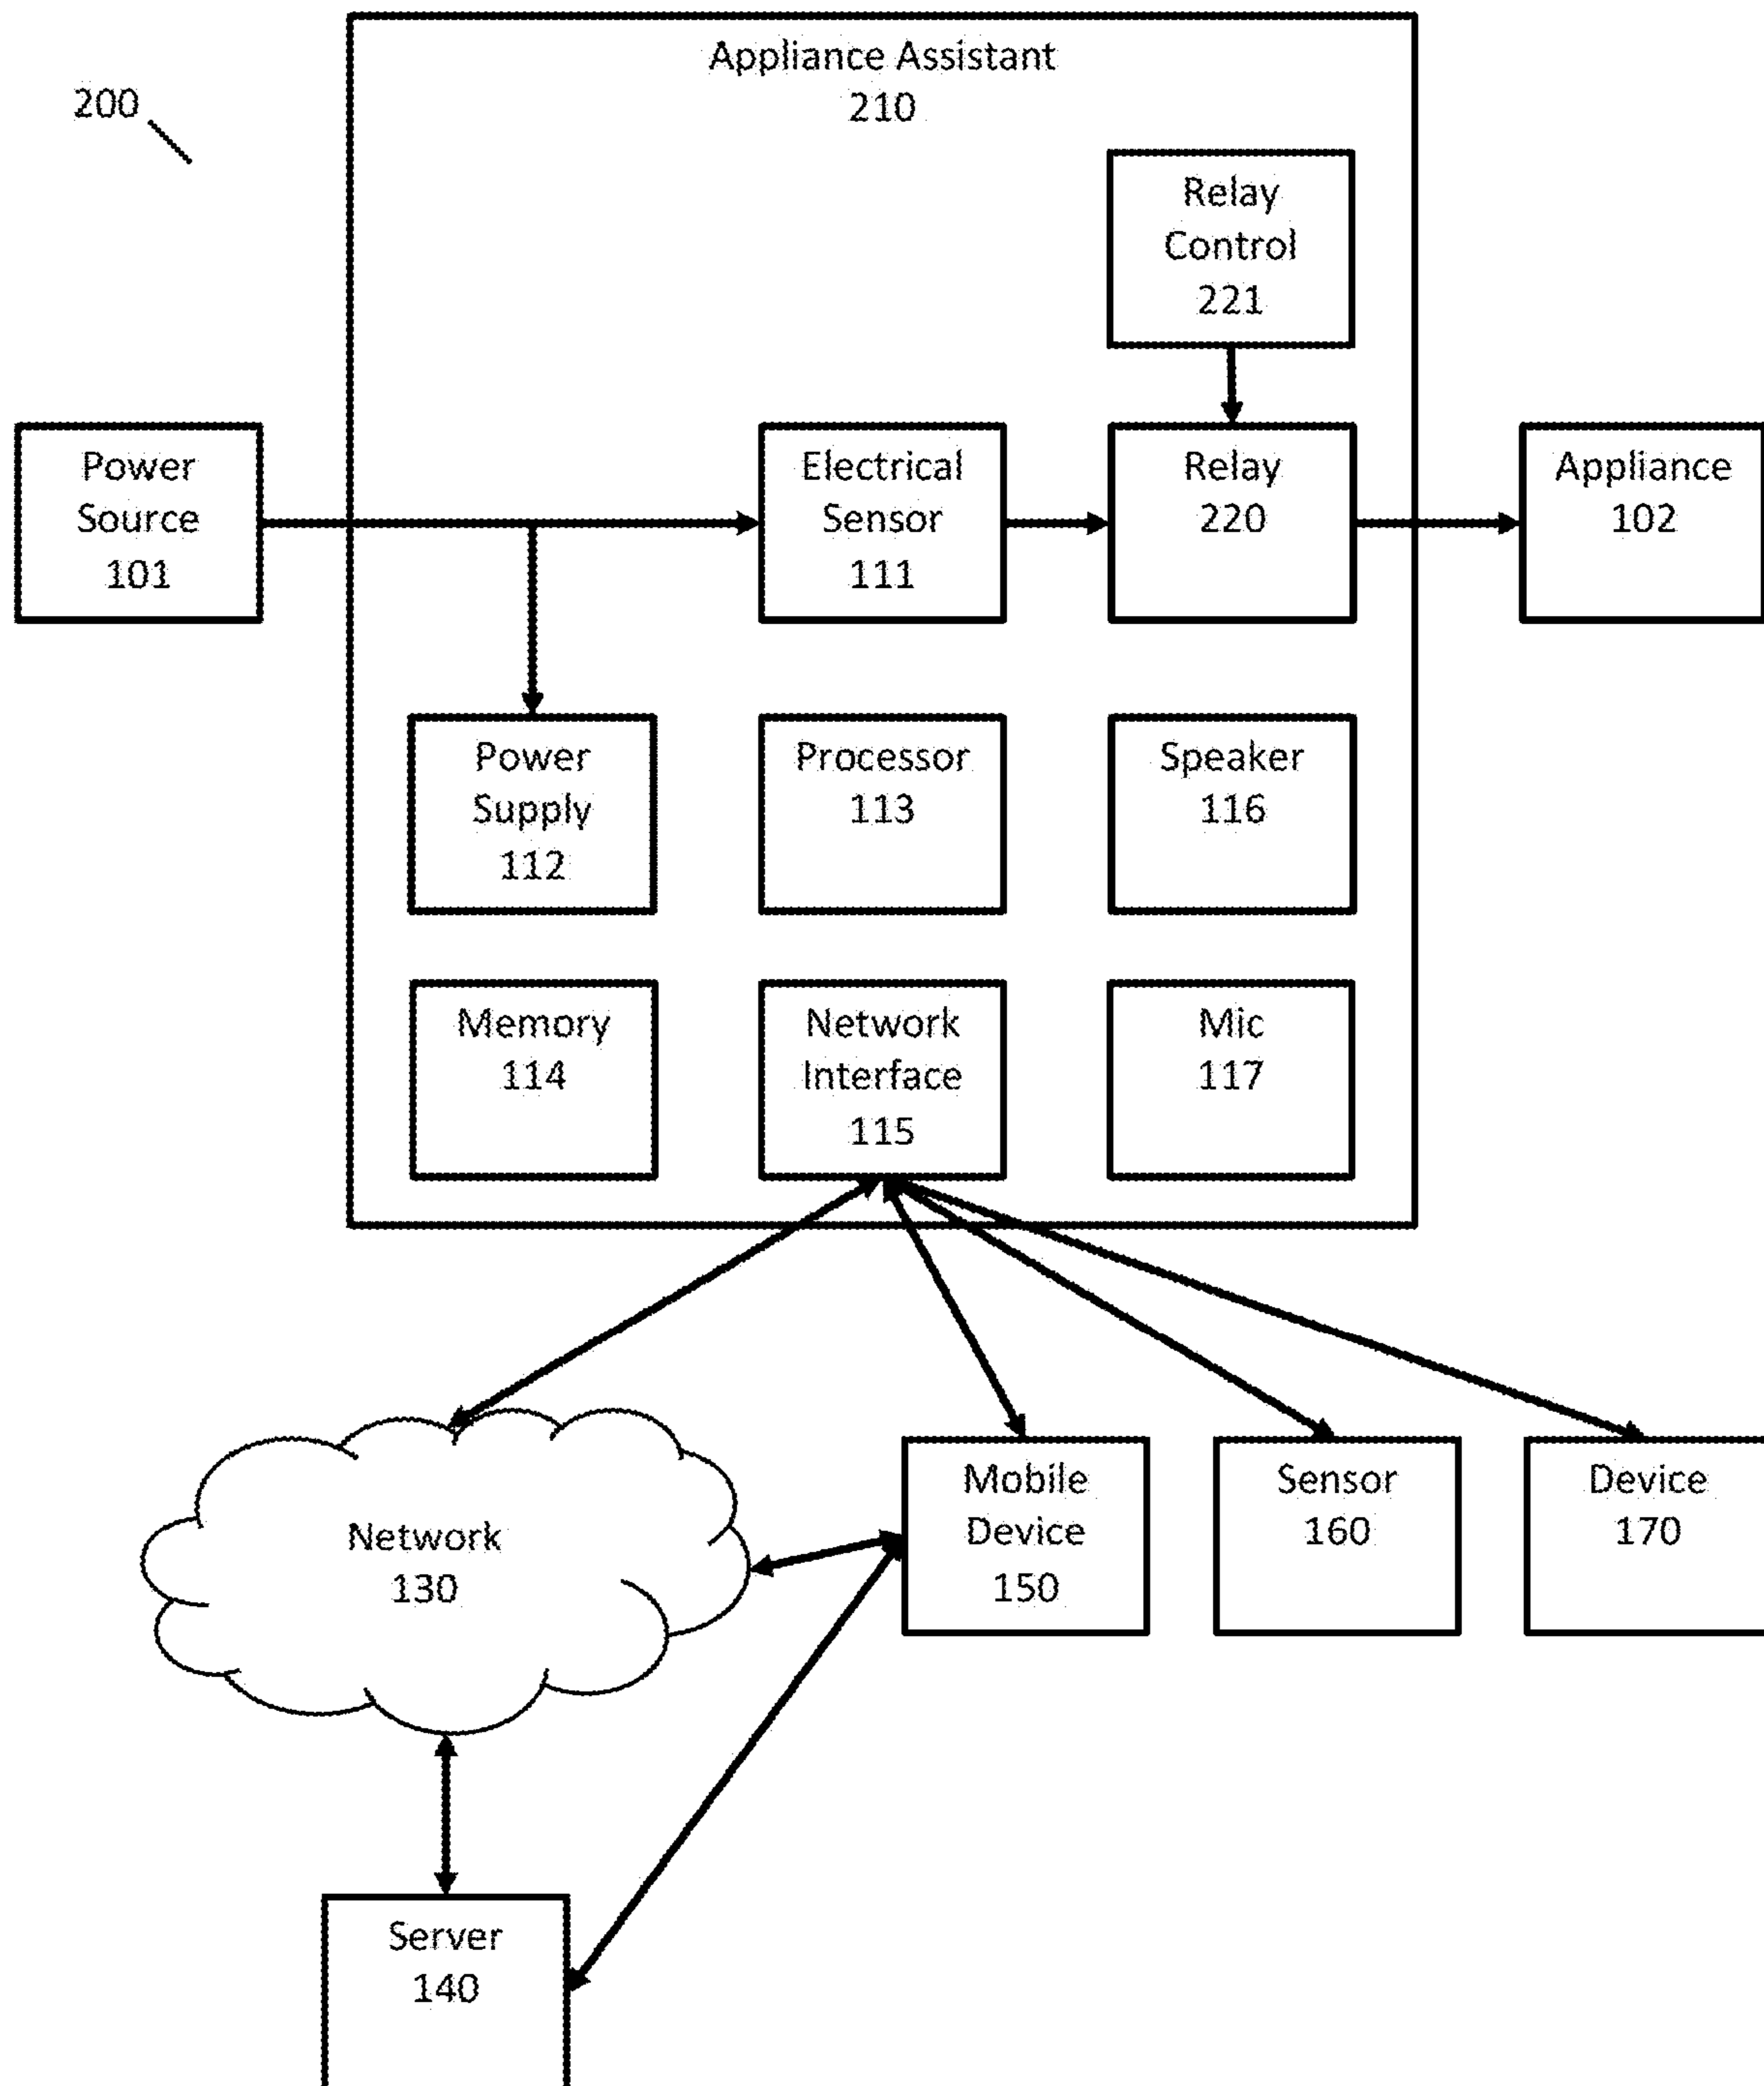 Appliance Assistant
210
200
Relay
Control
221
Power
Source
101
Electrical
Sensor
111
Relay
220
Appliance
102
Power
Supply
112
Processor
113
Speaker
116
Memory
114
Network
Interface
115
Mic
117
Network
130
Mobile
Device
150
Sensor
160
Device
170
Server
140